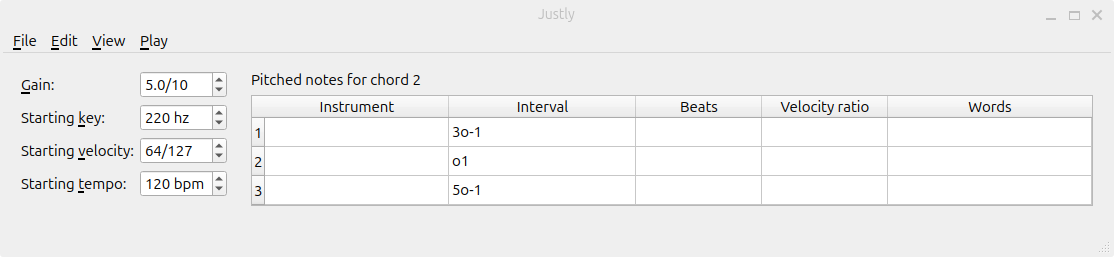 Justly
File Edit View Play
Gain: 5.0/10
Starting key: 220 hz
Starting velocity: 64/127
Starting tempo: 120 bpm
Pitched notes for chord 2
Instrument Interval Beats Velocity ratio Words
1 3o-1
2 o1
3 5o-1